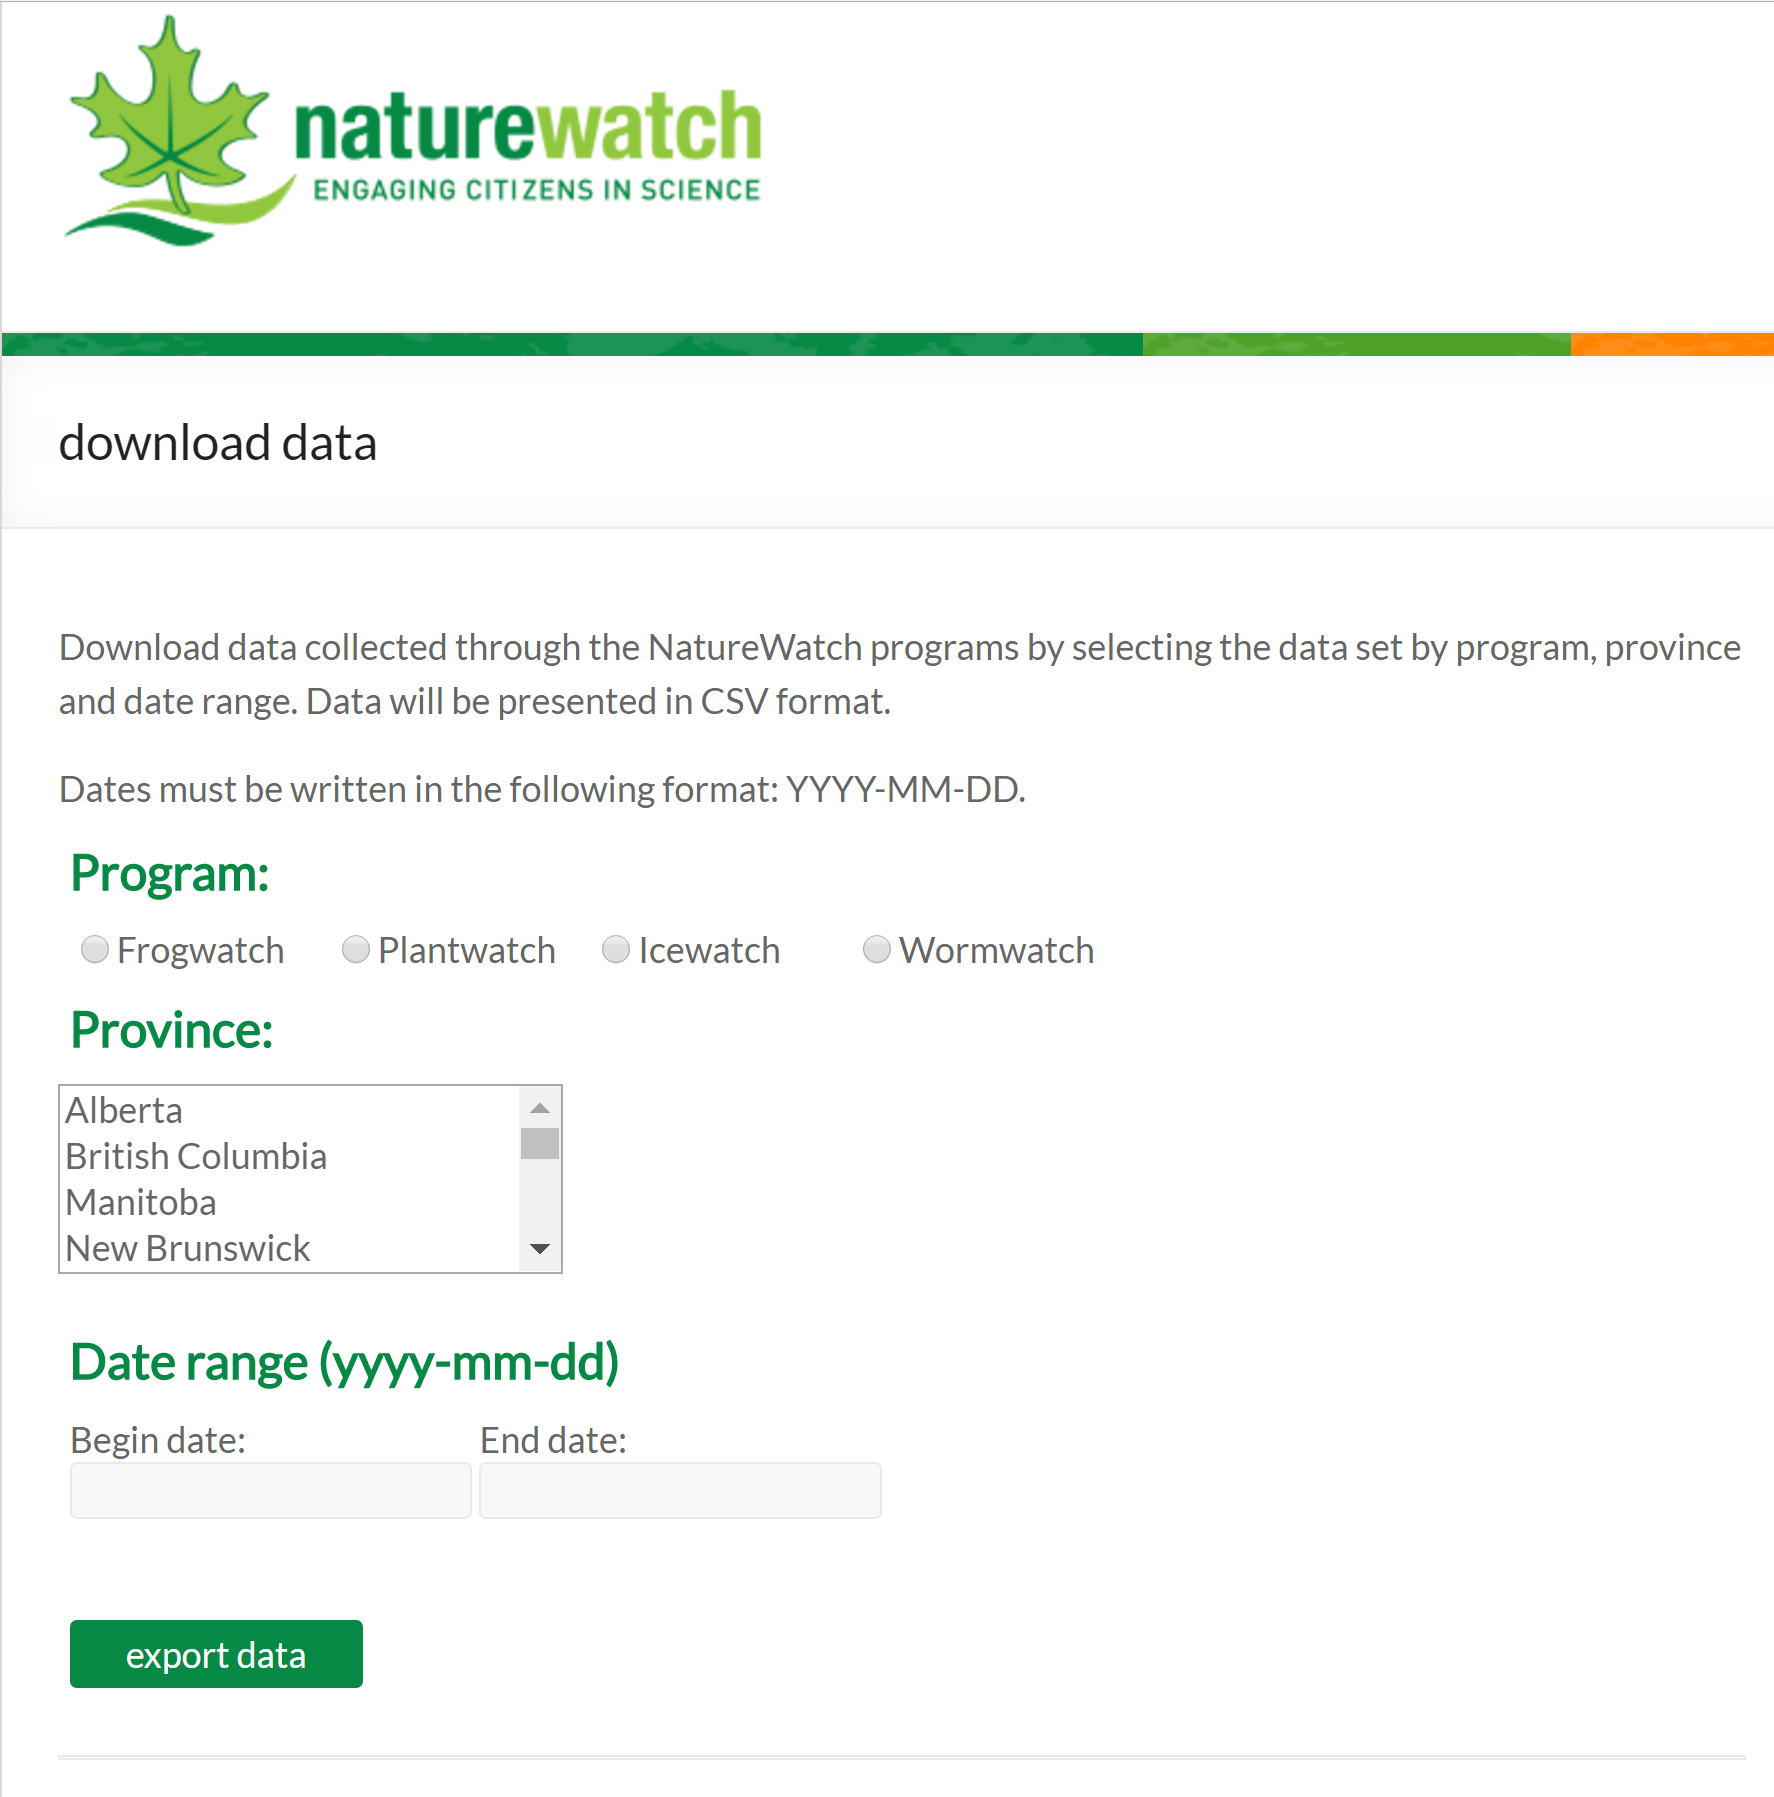 naturewatch
ENGAGING CITIZENS IN SCIENCE
download data
Download data collected through the NatureWatch programs by selecting the data set by program, province
and date range. Data will be presented in CSV format.
Dates must be written in the following format: YYYY-MM-DD.
Program:
Frogwatch Plantwatch Icewatch Wormwatch
Province:
Alberta
British Columbia
Manitoba
New Brunswick
Date range (yyyy-mm-dd)
Begin date: End date:
export data